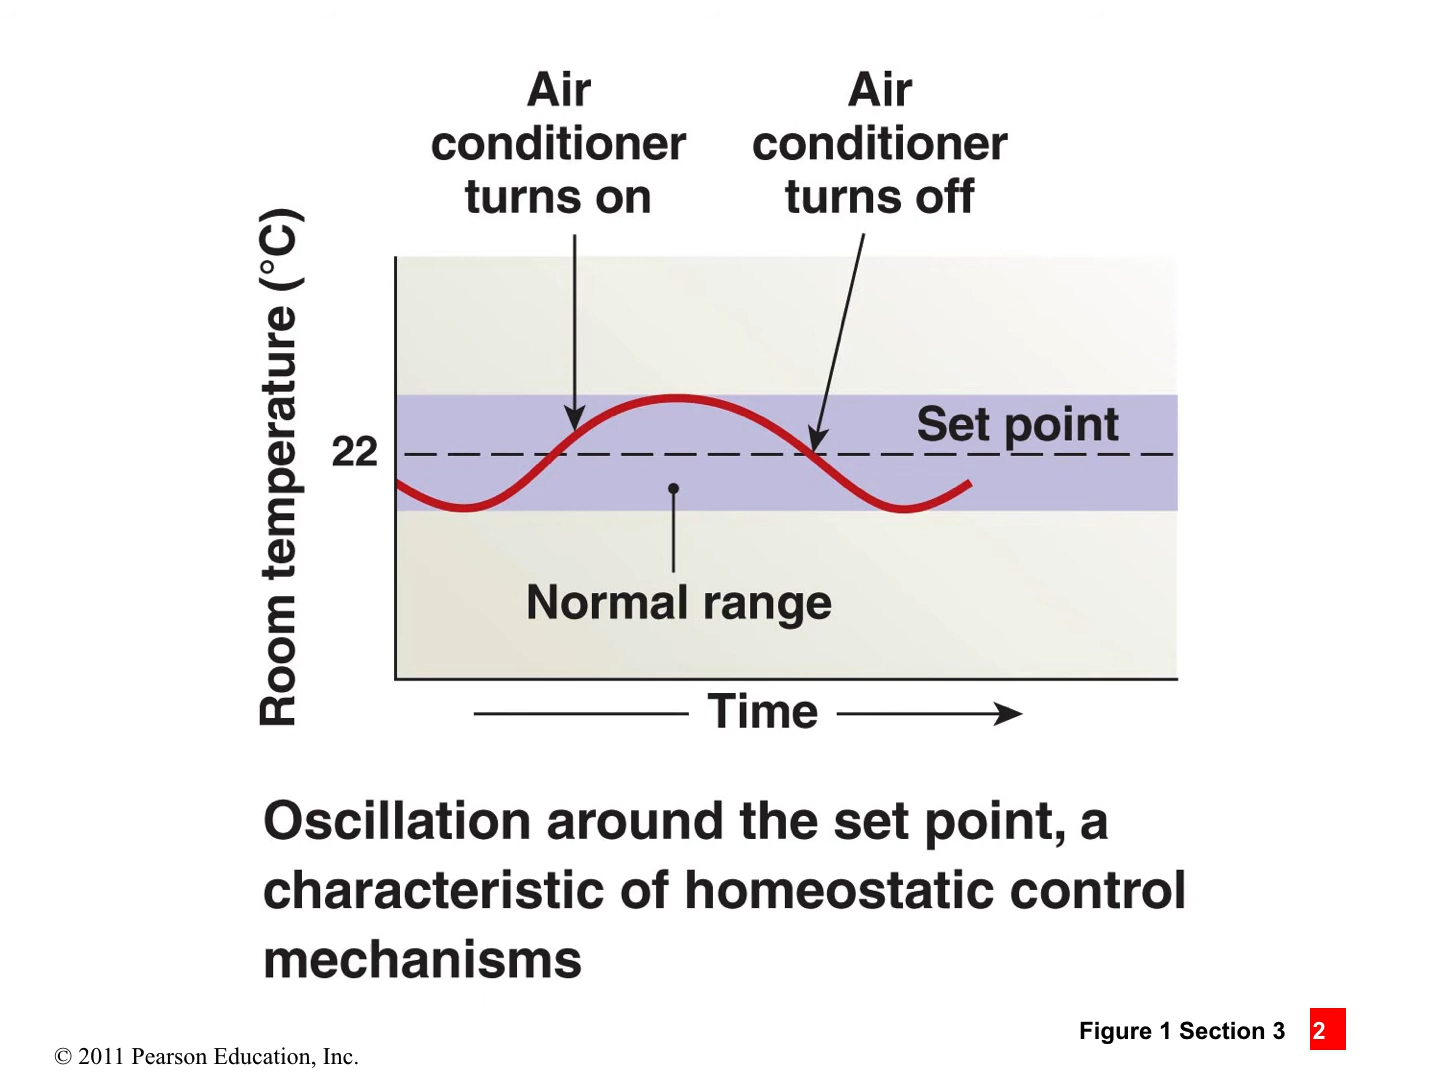 Air
conditioner
turns on
Air
conditioner
turns off
Room temperature (°C)
22
Set point
Normal range
Time
Oscillation around the set point, a
characteristic of homeostatic control
mechanisms
Figure 1 Section 3 2
© 2011 Pearson Education, Inc.